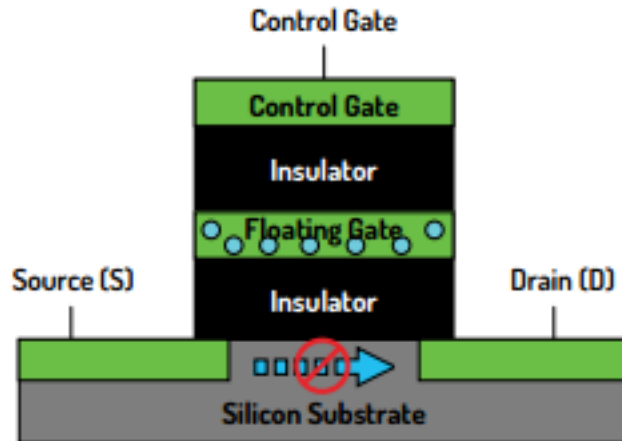 Control Gate
Control Gate
Insulator
Floating Gate
Insulator
Source (S)
Drain (D)
Silicon Substrate